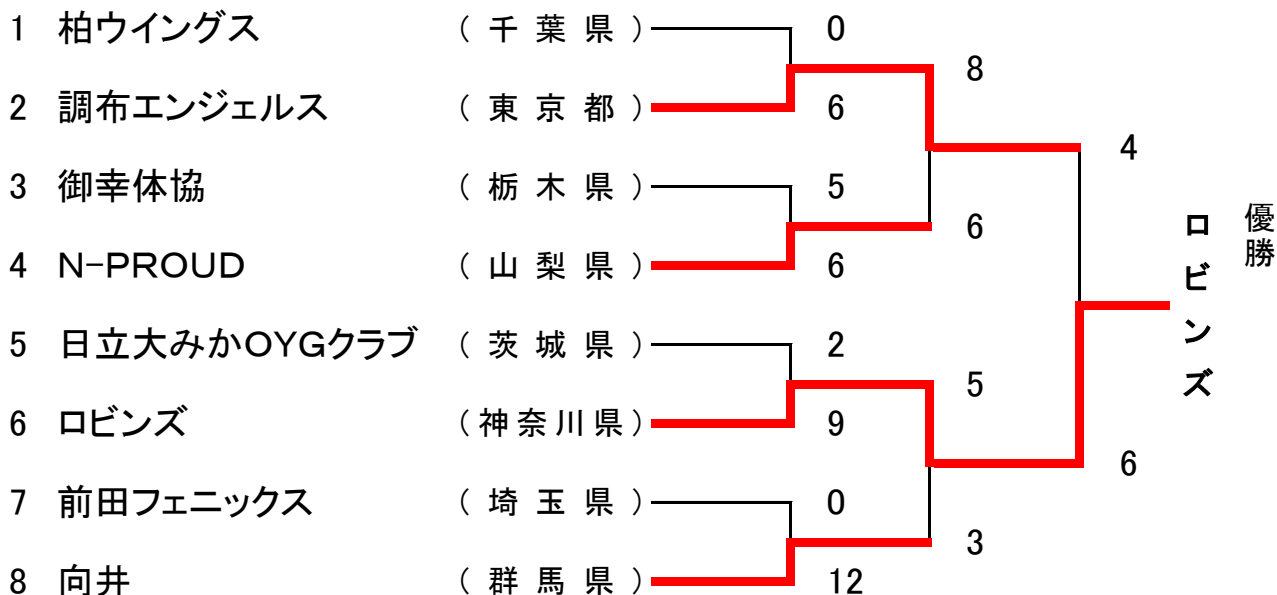 1 柏ウイングス (千葉県) 0
8
2 調布エンジェルス (東京都) 6
4
3 御幸体協 (栃木県) 5
6
4 N-PROUD (山梨県) 6
優勝
ロビンズ
5 日立大みかOYGクラブ (茨城県) 2
5
6 ロビンズ (神奈川県) 9
6
7 前田フェニックス (埼玉県) 0
3
8 向井 (群馬県) 12